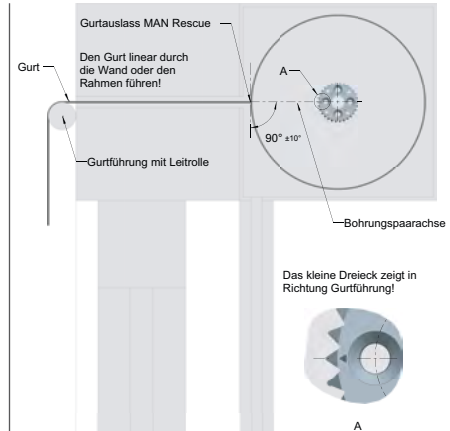 Gurtauslass MAN Rescue
Den Gurt linear durch
die Wand oder den
Rahmen führen!
Gurt
A
90° ±10°
Gurtführung mit Leitrolle
Bohrungspaarachse
Das kleine Dreieck zeigt in
Richtung Gurtführung!
A